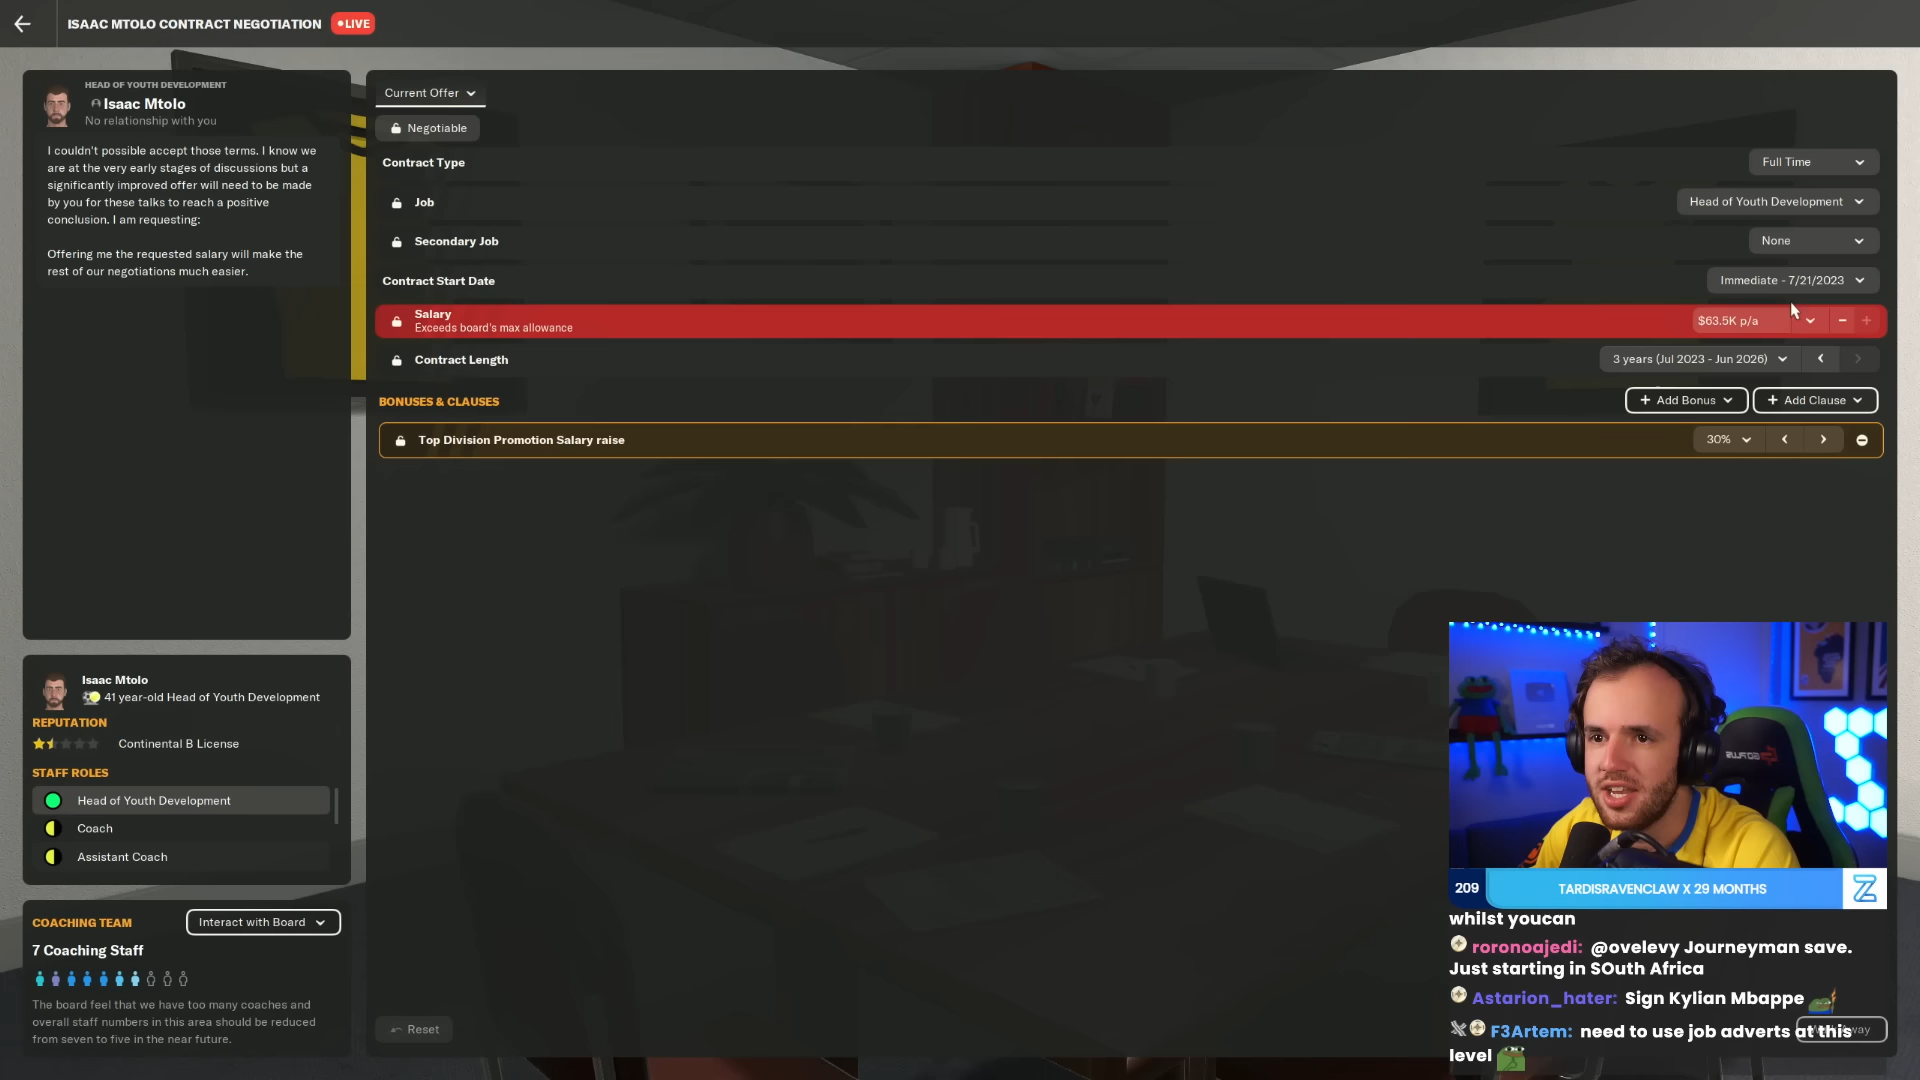 ISAAC MTOLO CONTRACT NEGOTIATION
LIVE
HEAD OF YOUTH DEVELOPMENT
Isaac Mtolo
No relationship with you
I couldn't possible accept those terms. I know we
are at the very early stages of discussions but a
significantly improved offer will need to be made
by you for these talks to reach a positive
conclusion. I am requesting:
Offering me the requested salary will make the
rest of our negotiations much easier.
Current Offer
Negotiable
Contract Type
Full Time
Job
Head of Youth Development
Secondary Job
None
Contract Start Date
Immediate - 7/21/2023
Salary
Exceeds board's max allowance
$63.5K p/a
Contract Length
3 years (Jul 2023 - Jun 2026)
BONUSES & CLAUSES
Add Bonus
Add Clause
Top Division Promotion Salary raise
30%
Isaac Mtolo
41 year-old Head of Youth Development
REPUTATION
Continental B License
STAFF ROLES
Head of Youth Development
Coach
Assistant Coach
COACHING TEAM
Interact with Board
7 Coaching Staff
The board feel that we have too many coaches and
overall staff numbers in this area should be reduced
from seven to five in the near future.
Reset
209
TARDISRAVENCLAW X 29 MONTHS
whilst youcan
roronoajedi: @ovelevy Journeyman save.
Just starting in SOuth Africa
Astarion_hater: Sign Kylian Mbappe
F3Artem: need to use job adverts at this
level